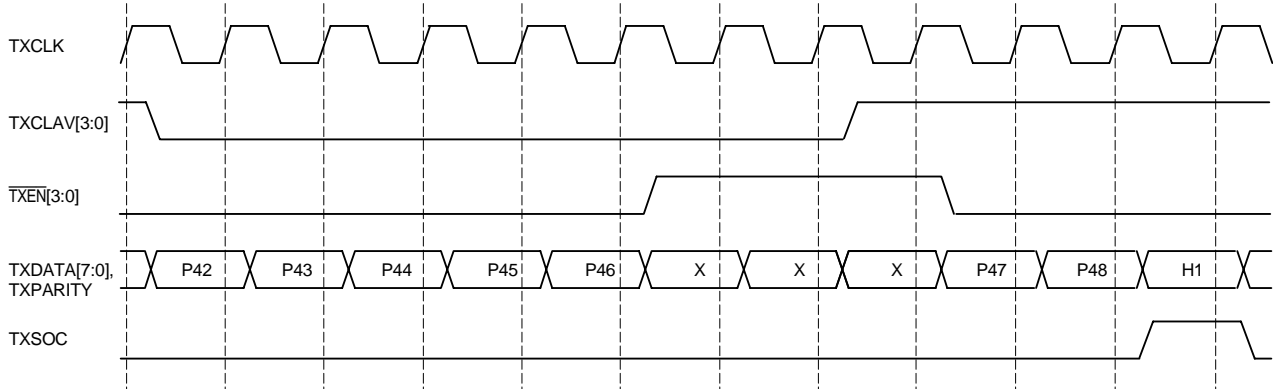 TXCLK
TXCLAV[3:0]
TXEN[3:0]
TXDATA[7:0], P42 P43 P44 P45 P46 X X X P47 P48 H1
TXPARITY
TXSOC